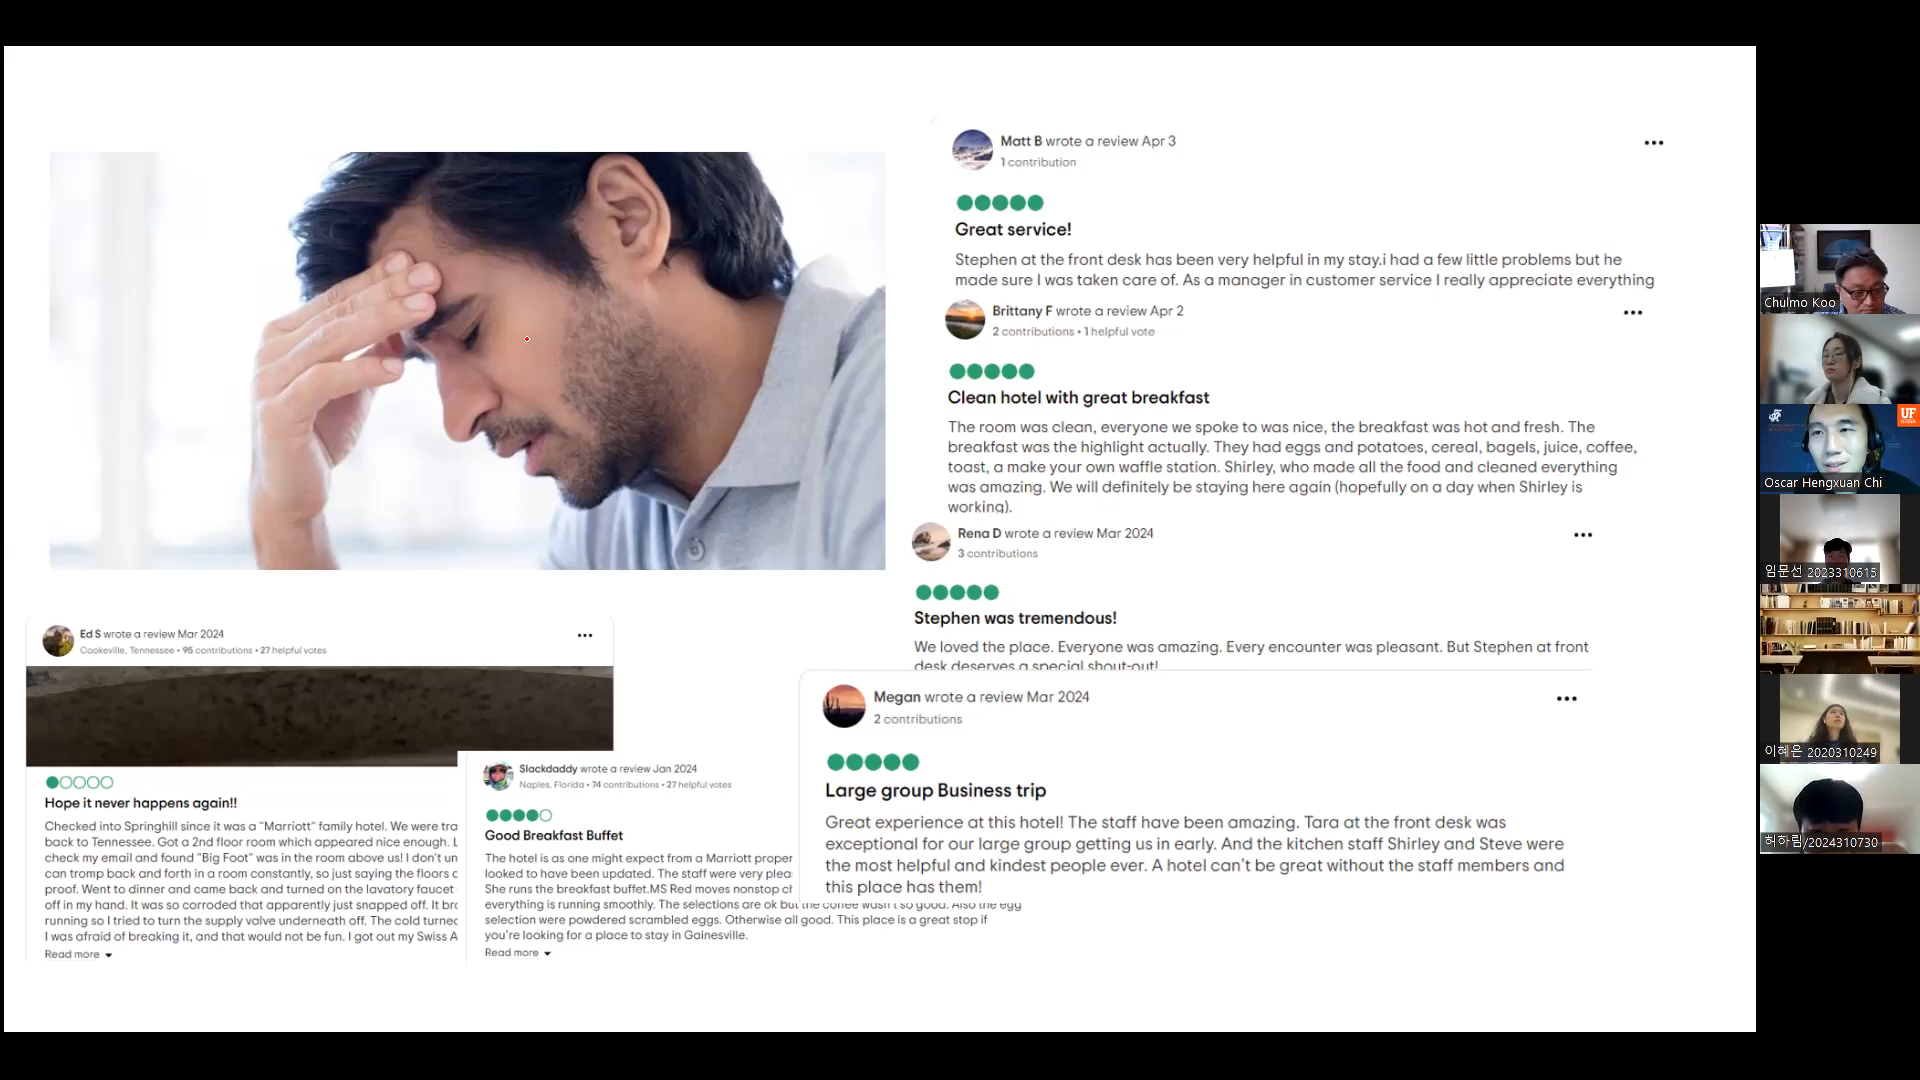 Matt B wrote a review Apr 3
1 contribution
Great service!
Stephen at the front desk has been very helpful in my stay.i had a few little problems but he
made sure I was taken care of. As a manager in customer service I really appreciate everything
Brittany F wrote a review Apr 2
2 contributions • 1 helpful vote
Clean hotel with great breakfast
The room was clean, everyone we spoke to was nice, the breakfast was hot and fresh. The
breakfast was the highlight actually. They had eggs and potatoes, cereal, bagels, juice, coffee,
toast, a make your own waffle station. Shirley, who made all the food and cleaned everything
was amazing. We will definitely be staying here again (hopefully on a day when Shirley is
working).
Rena D wrote a review Mar 2024
3 contributions
Stephen was tremendous!
We loved the place. Everyone was amazing. Every encounter was pleasant. But Stephen at front
desk deserves a special shout-out!
Megan wrote a review Mar 2024
2 contributions
Large group Business trip
Great experience at this hotel! The staff have been amazing. Tara at the front desk was
exceptional for our large group getting us in early. And the kitchen staff Shirley and Steve were
the most helpful and kindest people ever. A hotel can't be great without the staff members and
this place has them!
Ed S wrote a review Mar 2024
Cookeville, Tennessee • 95 contributions • 27 helpful votes
Hope it never happens again!!
Checked into Springhill since it was a "Marriott" family hotel. We were tra
back to Tennessee. Got a 2nd floor room which appeared nice enough. L
check my email and found "Big Foot" was in the room above us! I don't un
can tromp back and forth in a room constantly, so just saying the floors c
proof. Went to dinner and came back and turned on the lavatory faucet
off in my hand. It was so corroded that apparently just snapped off. It bro
running so I tried to turn the supply valve underneath off. The cold turned
I was afraid of breaking it, and that would not be fun. I got out my Swiss A
Read more
Slackdaddy wrote a review Jan 2024
Naples, Florida • 74 contributions • 27 helpful votes
Good Breakfast Buffet
The hotel is as one might expect from a Marriott proper
looked to have been updated. The staff were very plea
She runs the breakfast buffet.MS Red moves nonstop ch
everything is running smoothly. The selections are ok but the coffee wasn't so good. Also the egg
selection were powdered scrambled eggs. Otherwise all good. This place is a great stop if
you're looking for a place to stay in Gainesville.
Read more
Chulmo Koo
UF
Oscar Hengxuan Chi
임문선 2023310615
이혜은 2020310249
허하림/2024310730